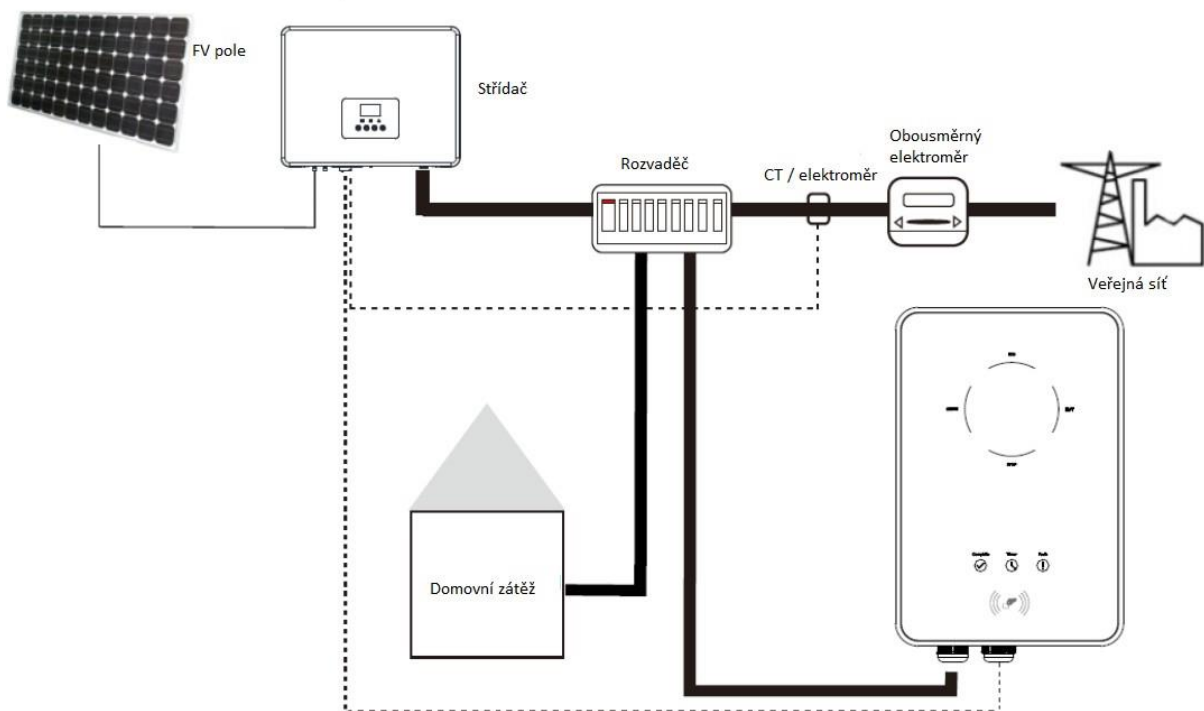 FV pole
Střídač
Rozvaděč
CT / elektroměr
Obousměrný
elektroměr
Veřejná síť
Domovní zátěž